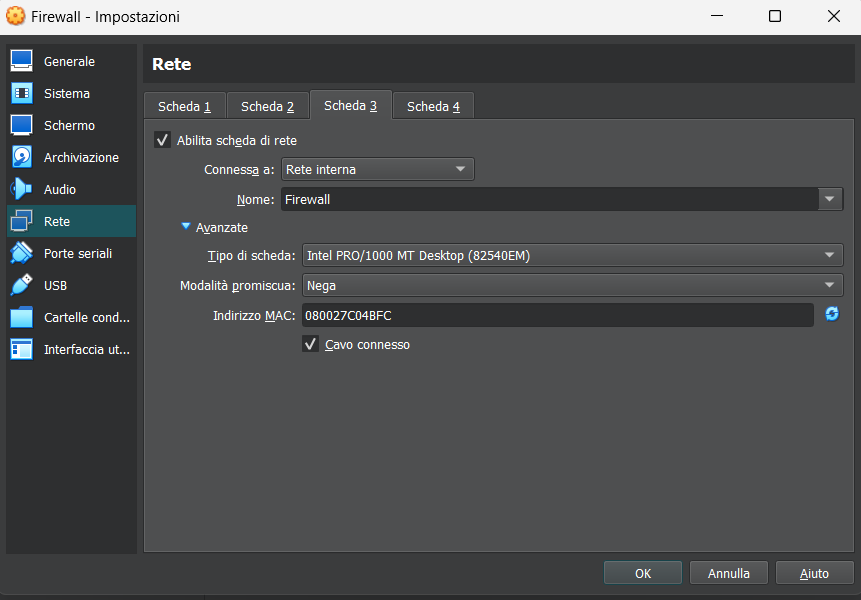 Firewall - Impostazioni
Generale
Sistema
Schermo
Archiviazione
Audio
Rete
Porte seriali
USB
Cartelle cond...
Interfaccia ut...
Rete
Scheda 1 Scheda 2 Scheda 3 Scheda 4
Abilita scheda di rete
Connessa a: Rete interna
Nome: Firewall
Avanzate
Tipo di scheda: Intel PRO/1000 MT Desktop (82540EM)
Modalità promiscua: Nega
Indirizzo MAC: 080027C04BFC
Cavo connesso
OK Annulla Aiuto